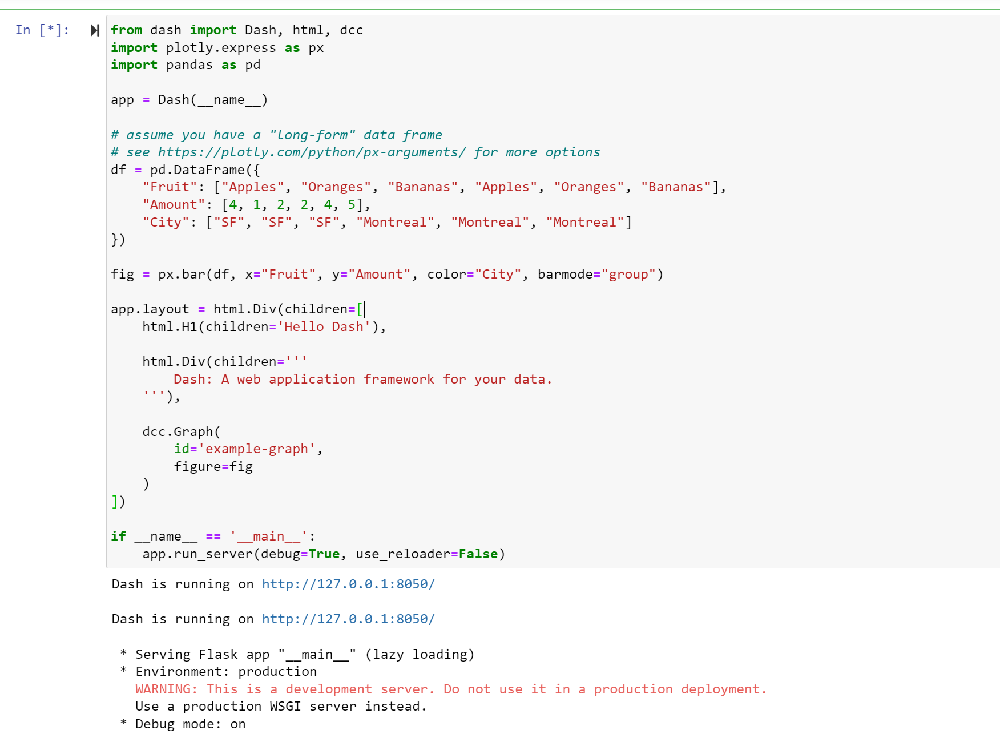 In [*]:
from dash import Dash, html, dcc
import plotly.express as px
import pandas as pd
app = Dash(__name__)
# assume you have a "long-form" data frame
# see https://plotly.com/python/px-arguments/ for more options
df = pd.DataFrame({
    "Fruit": ["Apples", "Oranges", "Bananas", "Apples", "Oranges", "Bananas"],
    "Amount": [4, 1, 2, 2, 4, 5],
    "City": ["SF", "SF", "SF", "Montreal", "Montreal", "Montreal"]
})
fig = px.bar(df, x="Fruit", y="Amount", color="City", barmode="group")
app.layout = html.Div(children=[
    html.H1(children='Hello Dash'),
    html.Div(children='''
        Dash: A web application framework for your data.
    '''),
    dcc.Graph(
        id='example-graph',
        figure=fig
    )
])
if __name__ == '__main__':
    app.run_server(debug=True, use_reloader=False)
Dash is running on http://127.0.0.1:8050/
Dash is running on http://127.0.0.1:8050/
 * Serving Flask app "__main__" (lazy loading)
 * Environment: production
   WARNING: This is a development server. Do not use it in a production deployment.
   Use a production WSGI server instead.
 * Debug mode: on